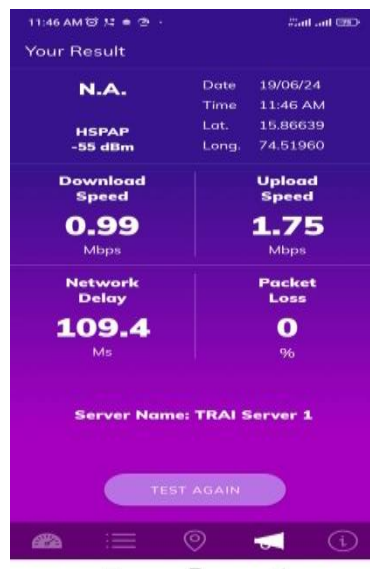 11:46 AM
Your Result
N.A.
HSPAP
-55 dBm
Date 19/06/24
Time 11:46 AM
Lat. 15.86639
Long. 74.51960
Download
Speed
0.99
Mbps
Upload
Speed
1.75
Mbps
Network
Delay
109.4
Ms
Packet
Loss
0
%
Server Name: TRAI Server 1
TEST AGAIN